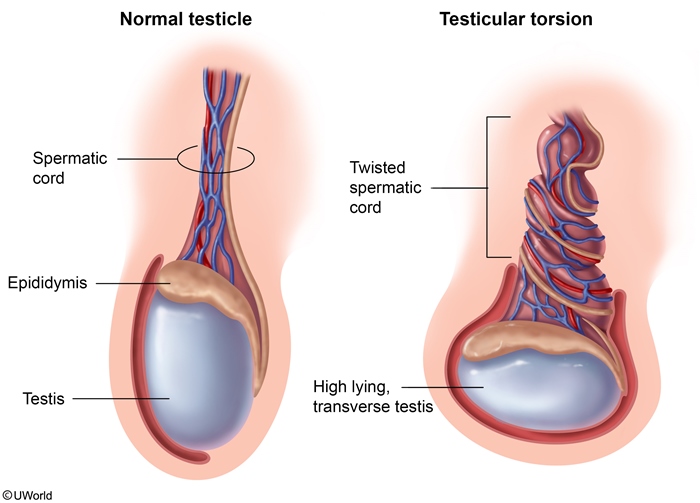 Normal testicle
Testicular torsion
Spermatic
cord
Twisted
spermatic
cord
Epididymis
Testis
High lying,
transverse testis
©UWorld